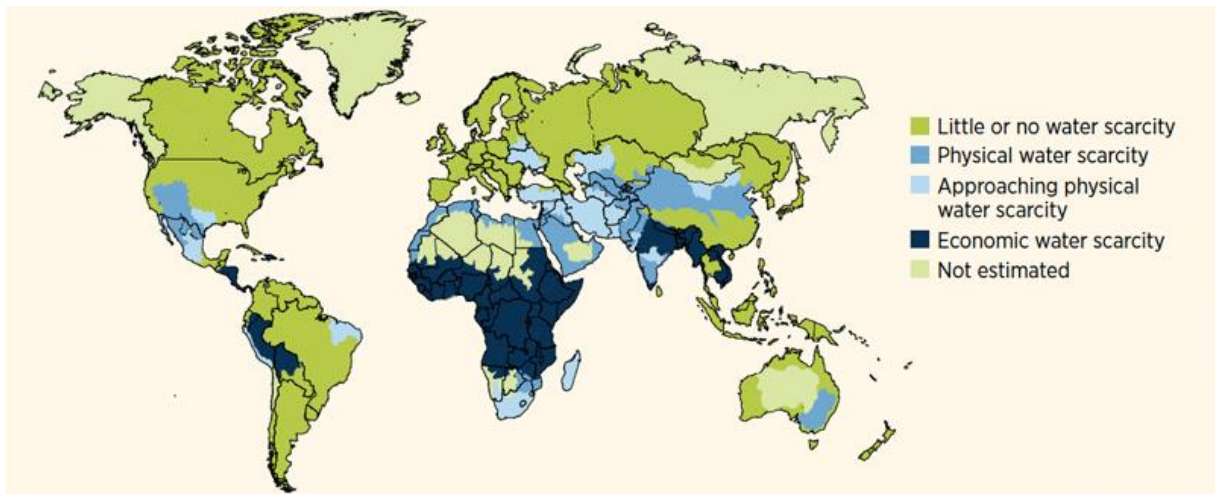 Little or no water scarcity
Physical water scarcity
Approaching physical
water scarcity
Economic water scarcity
Not estimated